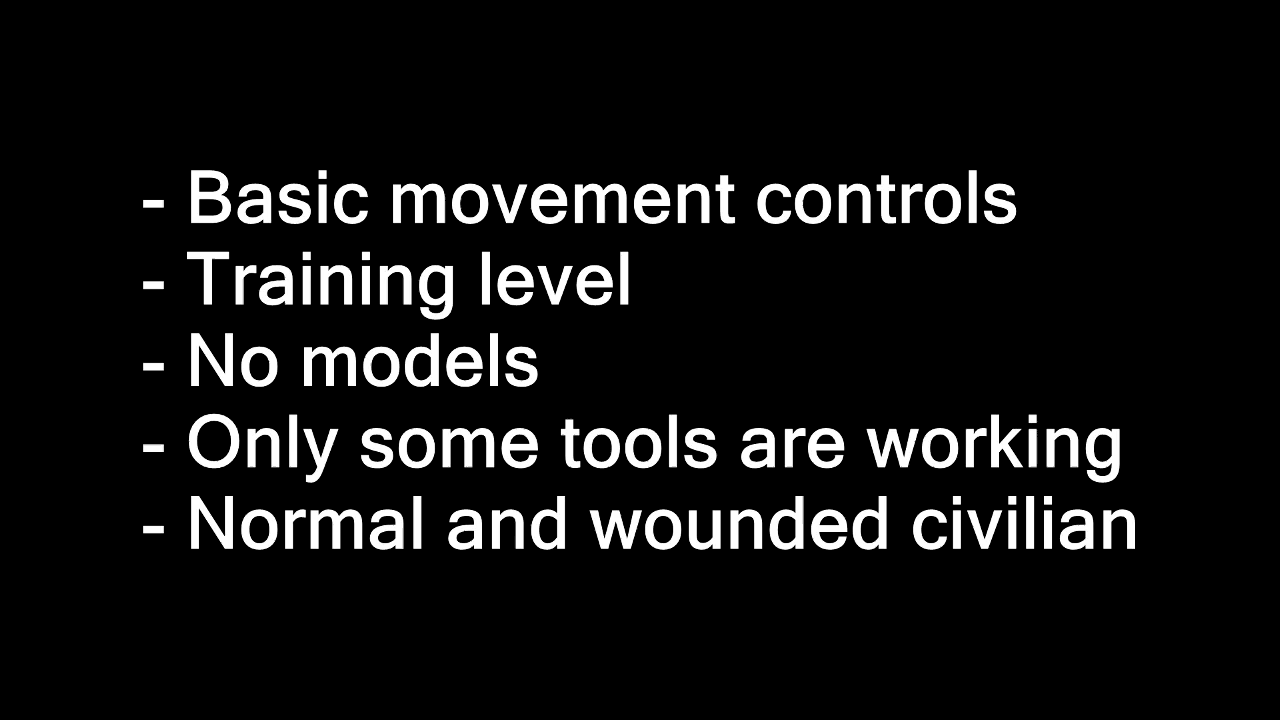 - Basic movement controls
- Training level
- No models
- Only some tools are working
- Normal and wounded civilian